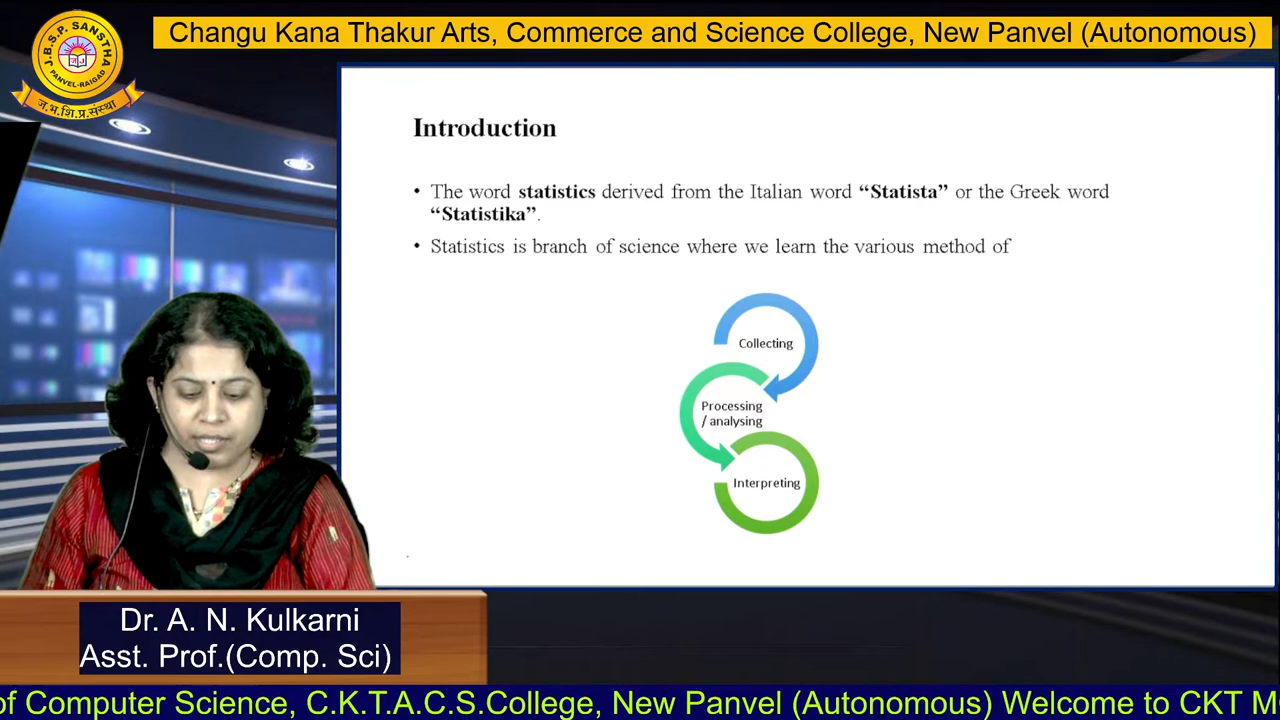 J.B.S.P. SANSTHA
PANVEL-RAIGAD
ज.भ.शि.प्र.संस्था
Changu Kana Thakur Arts, Commerce and Science College, New Panvel (Autonomous)
Introduction
• The word statistics derived from the Italian word “Statista” or the Greek word
“Statistika”.
• Statistics is branch of science where we learn the various method of
Collecting
Processing
/ analysing
Interpreting
Dr. A. N. Kulkarni
Asst. Prof.(Comp. Sci)
of Computer Science, C.K.T.A.C.S.College, New Panvel (Autonomous) Welcome to CKT M